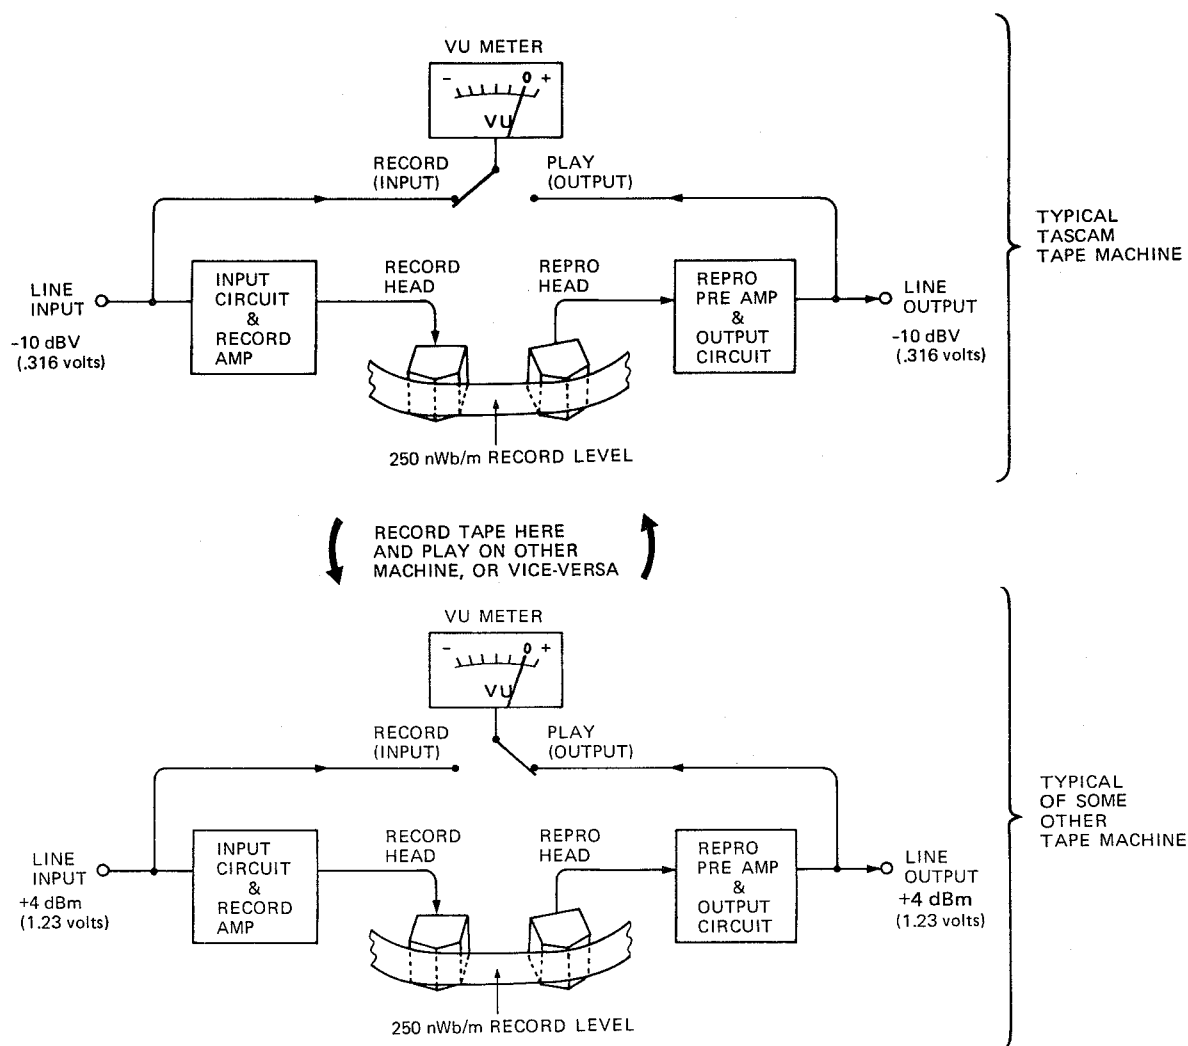 VU METER
- 0 +
VU
RECORD
(INPUT)
PLAY
(OUTPUT)
TYPICAL
TASCAM
TAPE MACHINE
LINE
INPUT
-10 dBV
(.316 volts)
INPUT
CIRCUIT
&
RECORD
AMP
RECORD
HEAD
REPRO
HEAD
REPRO
PRE AMP
&
OUTPUT
CIRCUIT
LINE
OUTPUT
-10 dBV
(.316 volts)
250 nWb/m RECORD LEVEL
RECORD TAPE HERE
AND PLAY ON OTHER
MACHINE, OR VICE-VERSA
VU METER
- 0 +
VU
RECORD
(INPUT)
PLAY
(OUTPUT)
TYPICAL
OF SOME
OTHER
TAPE MACHINE
LINE
INPUT
+4 dBm
(1.23 volts)
INPUT
CIRCUIT
&
RECORD
AMP
RECORD
HEAD
REPRO
HEAD
REPRO
PRE AMP
&
OUTPUT
CIRCUIT
LINE
OUTPUT
+4 dBm
(1.23 volts)
250 nWb/m RECORD LEVEL